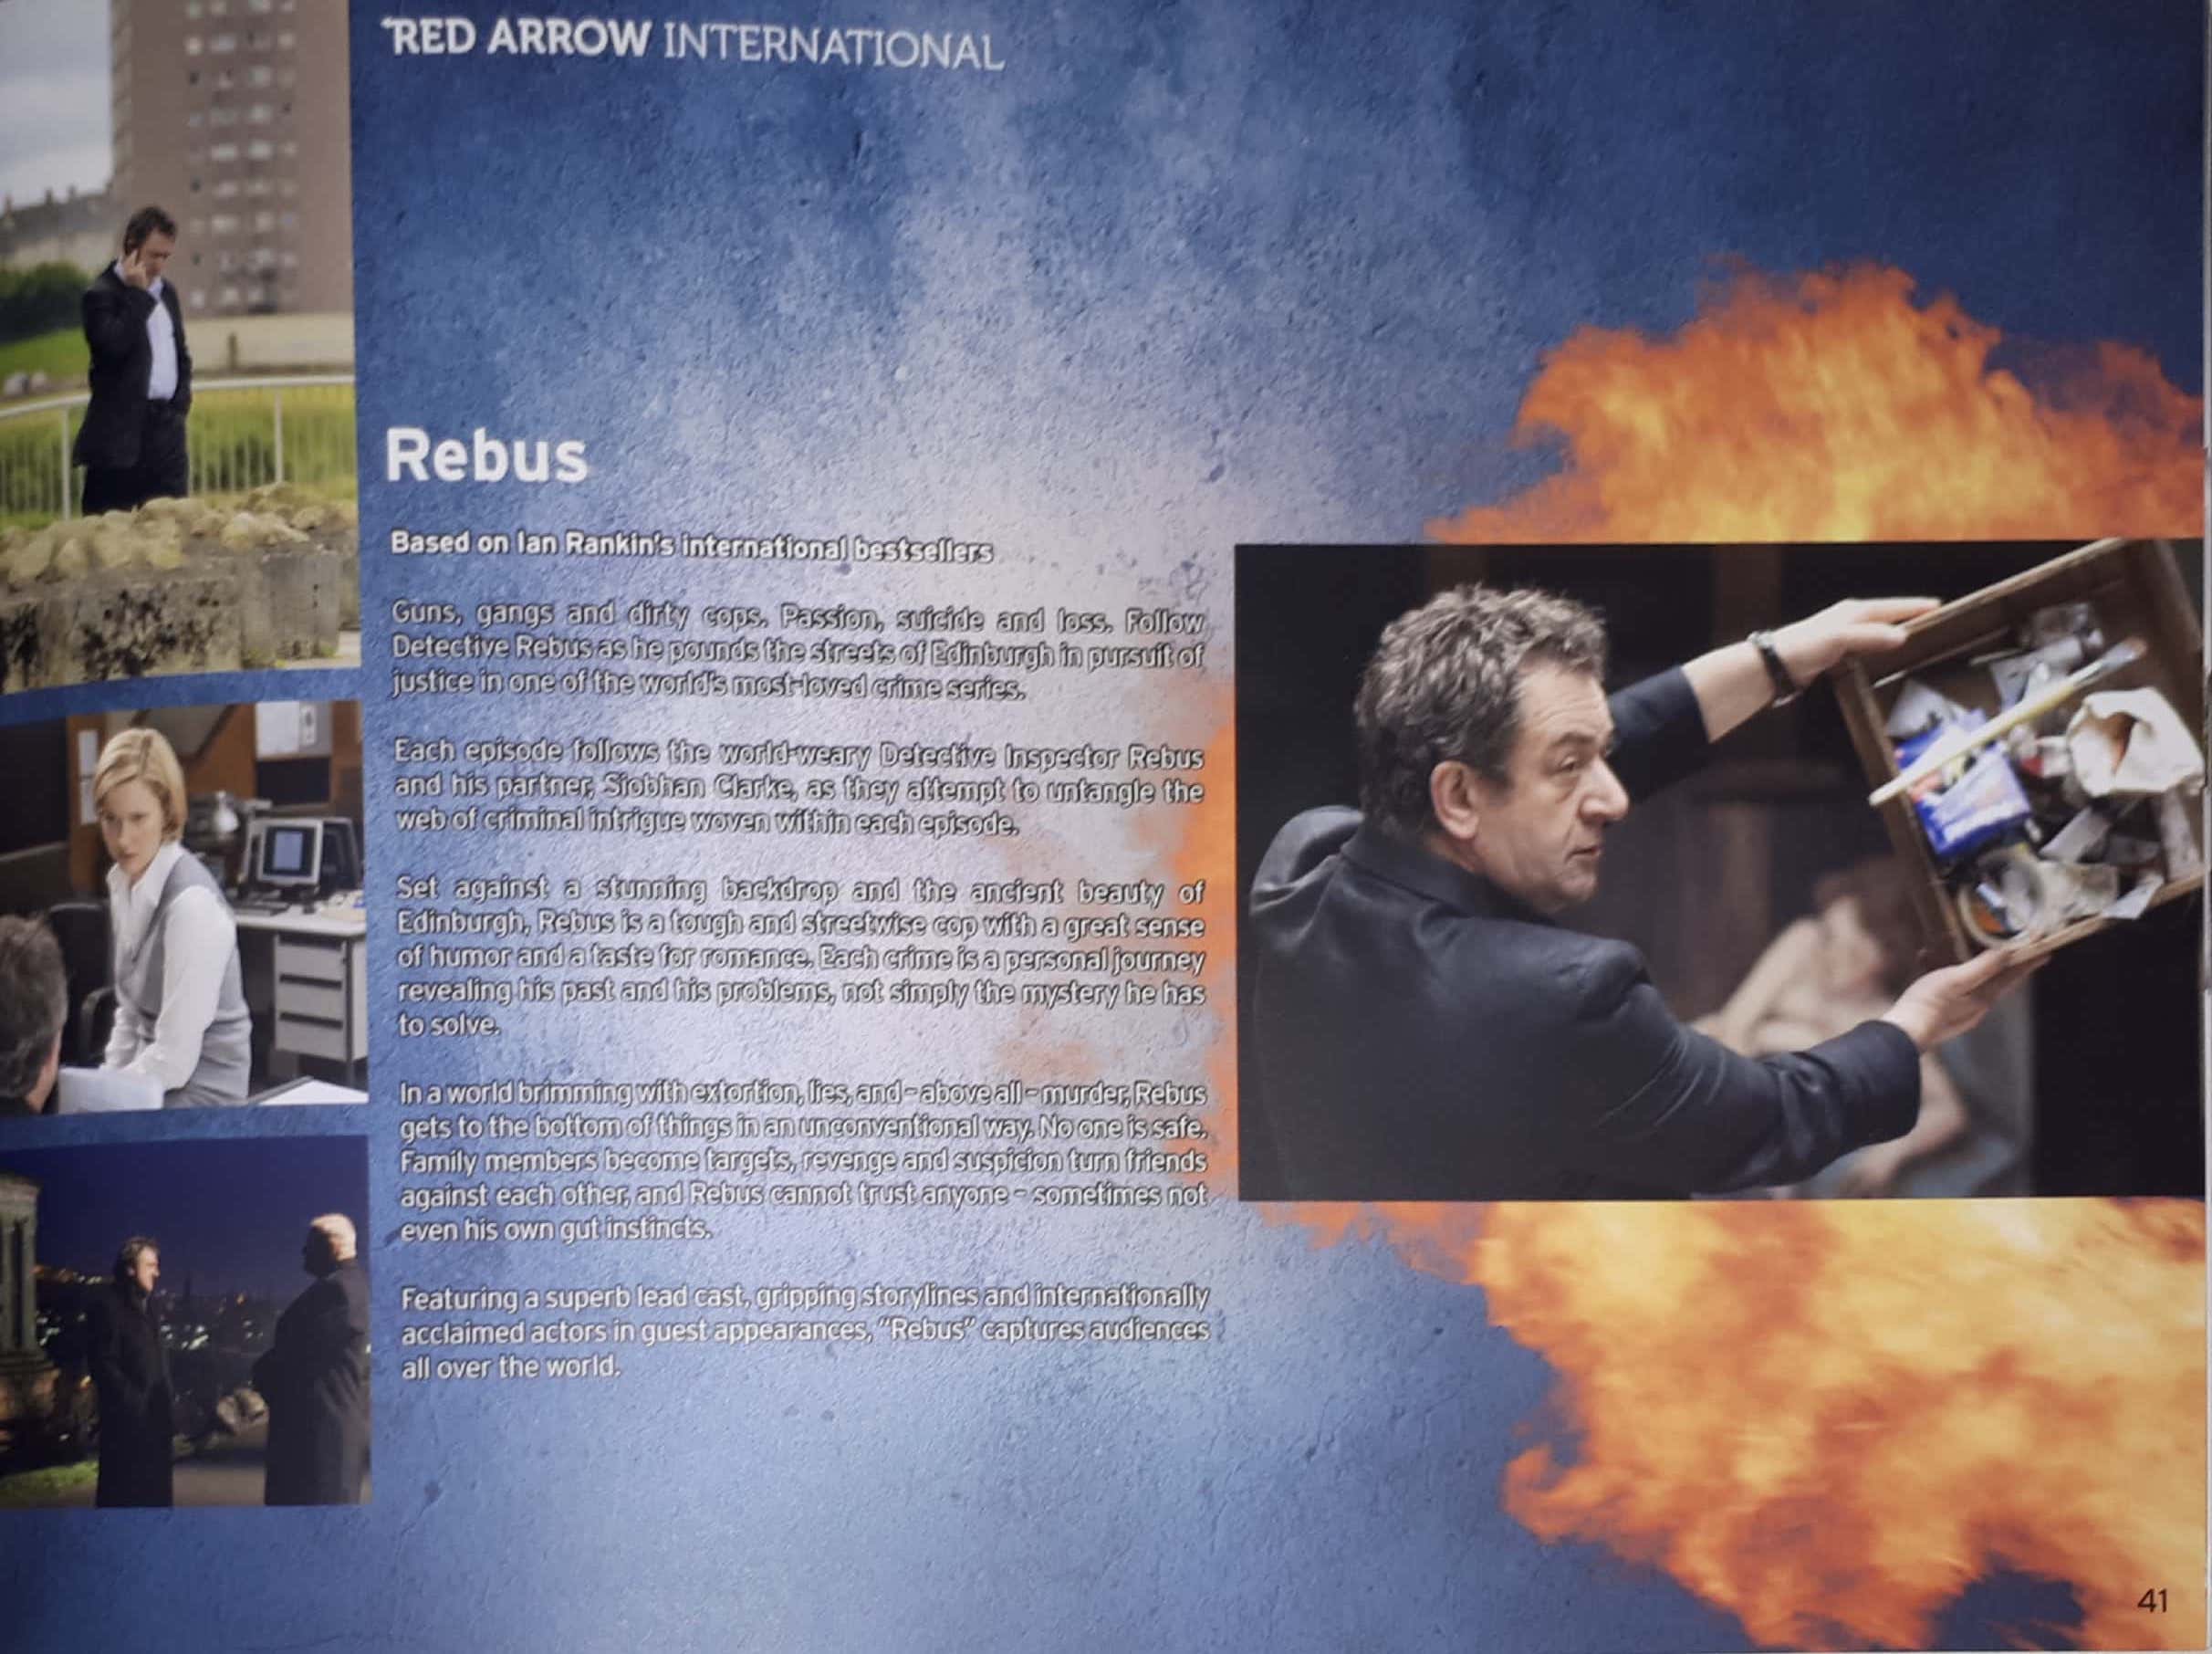 RED ARROW INTERNATIONAL
Rebus
Based on Ian Rankin's international bestsellers
Guns, gangs and dirty cops. Passion, suicide and loss. Follow
Detective Rebus as he pounds the streets of Edinburgh in pursuit of
justice in one of the world's most-loved crime series.
Each episode follows the world-weary Detective Inspector Rebus
and his partner, Siobhan Clarke, as they attempt to untangle the
web of criminal intrigue woven within each episode.
Set against a stunning backdrop and the ancient beauty of
Edinburgh, Rebus is a tough and streetwise cop with a great sense
of humor and a taste for romance. Each crime is a personal journey
revealing his past and his problems, not simply the mystery he has
to solve.
In a world brimming with extortion, lies, and - above all - murder, Rebus
gets to the bottom of things in an unconventional way. No one is safe.
Family members become targets, revenge and suspicion turn friends
against each other, and Rebus cannot trust anyone - sometimes not
even his own gut instincts.
Featuring a superb lead cast, gripping storylines and internationally
acclaimed actors in guest appearances, "Rebus" captures audiences
all over the world.
41